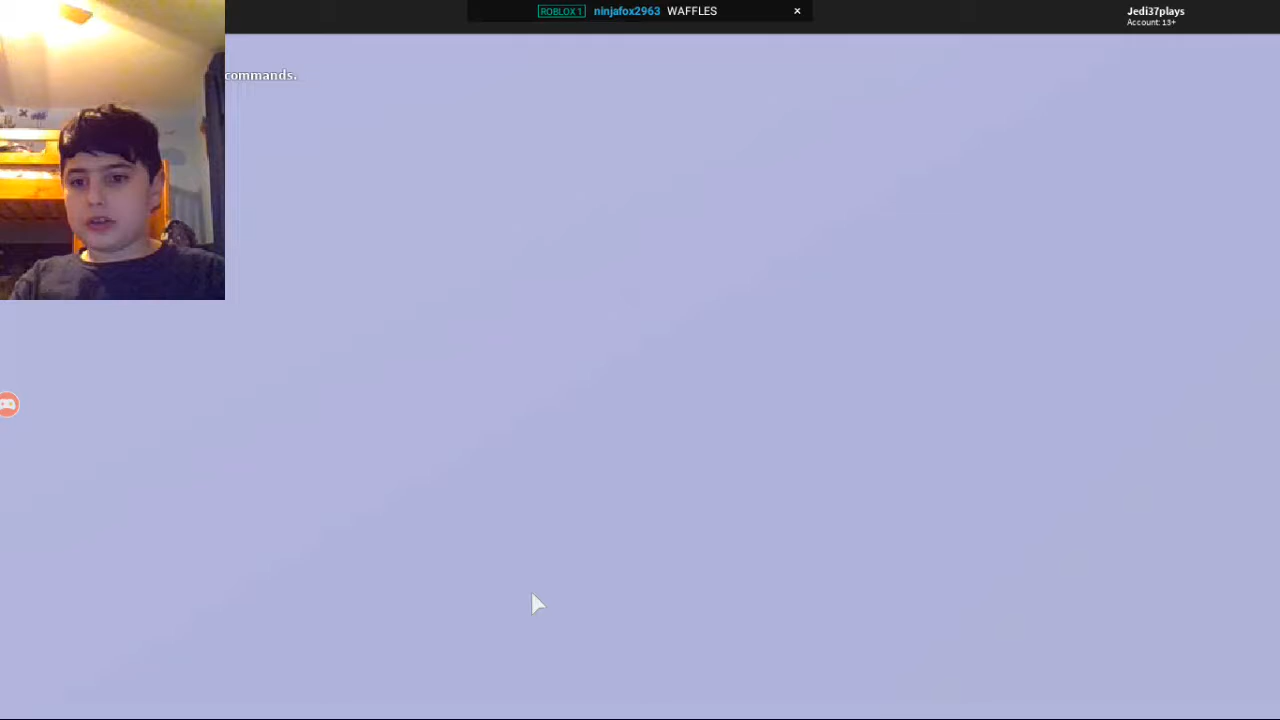 ROBLOX 1 ninjafox2963 WAFFLES ×
Jedi37plays
Account: 13+
commands.